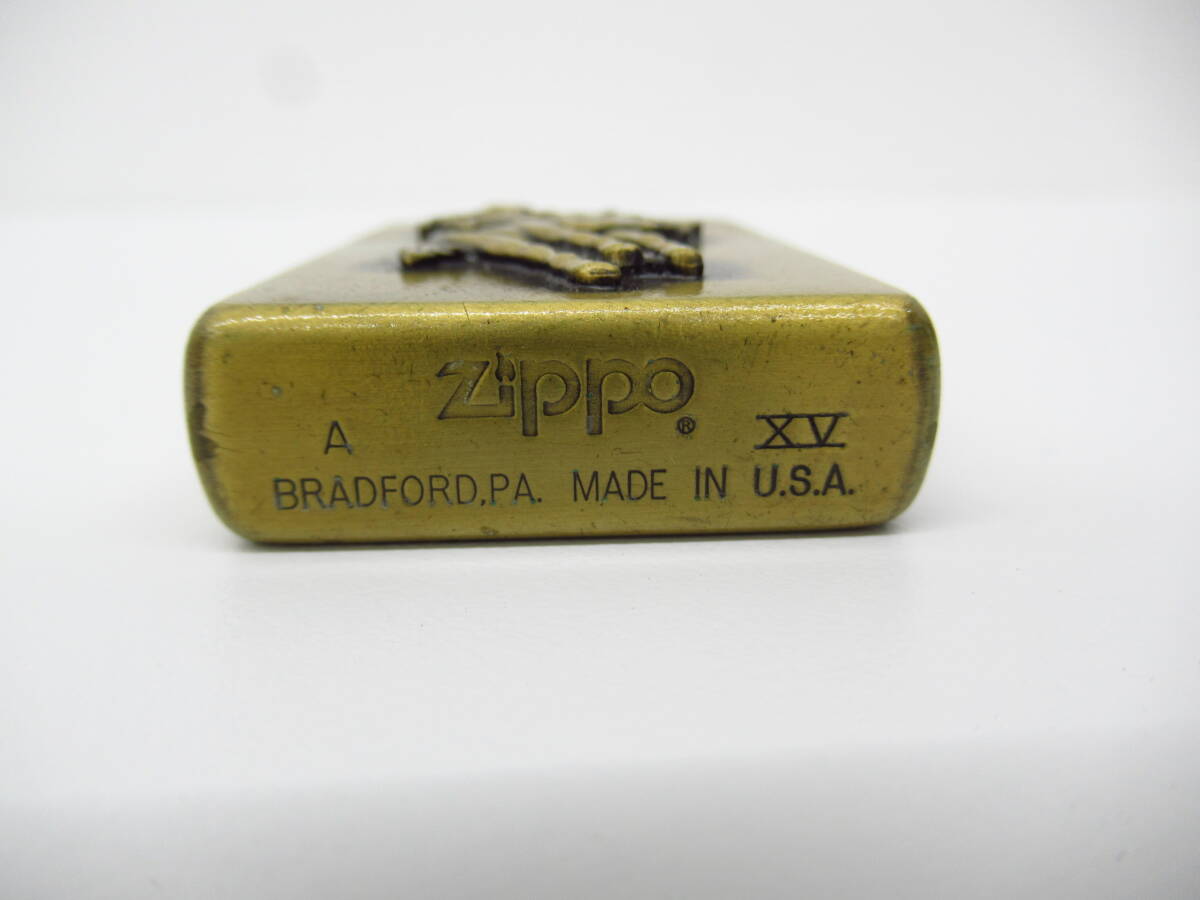 Zippo ®
A XV
BRADFORD,PA. MADE IN U.S.A.